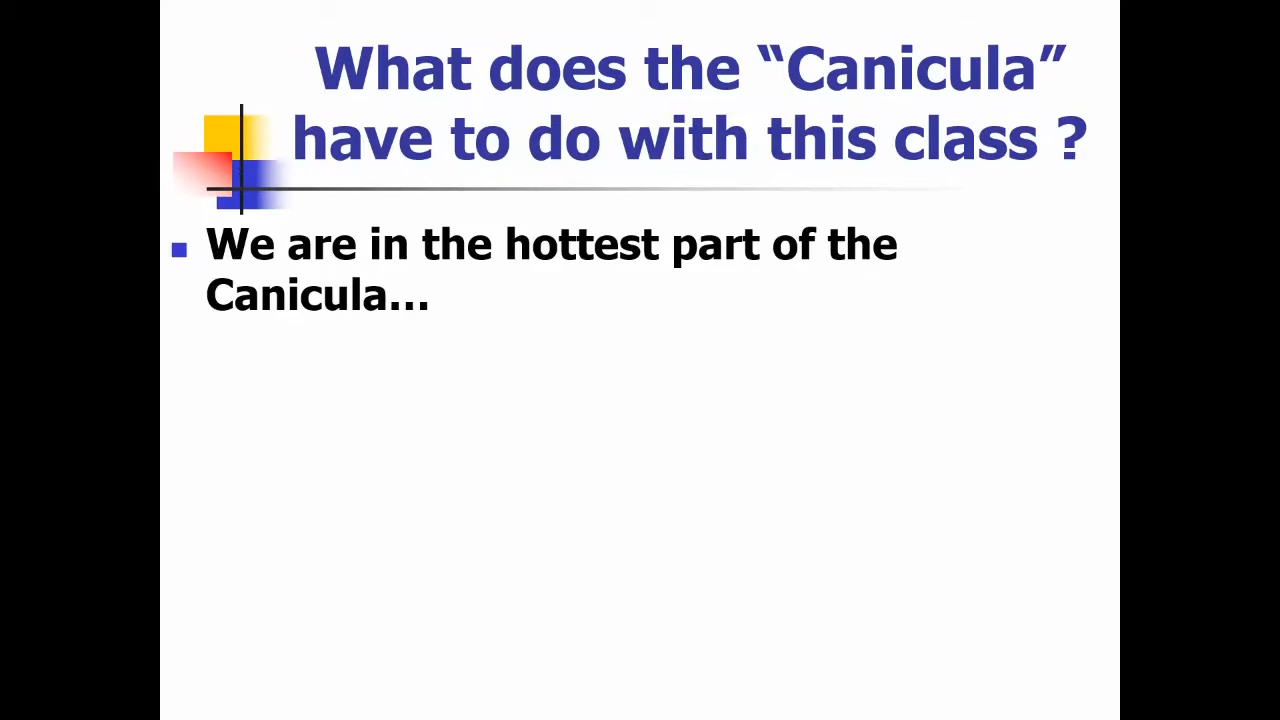 What does the “Canicula”
have to do with this class ?
We are in the hottest part of the
Canicula…